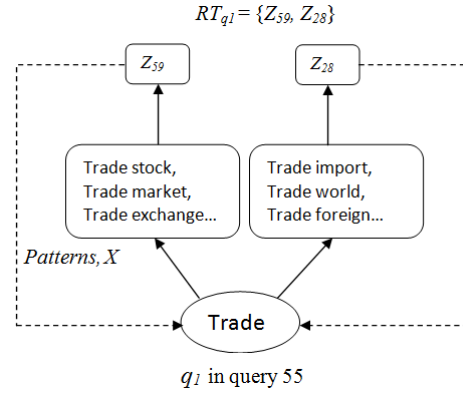 RTq1 = {Z59, Z28}
Z59
Z28
Trade stock,
Trade market,
Trade exchange...
Trade import,
Trade world,
Trade foreign...
Patterns, X
Trade
q1 in query 55